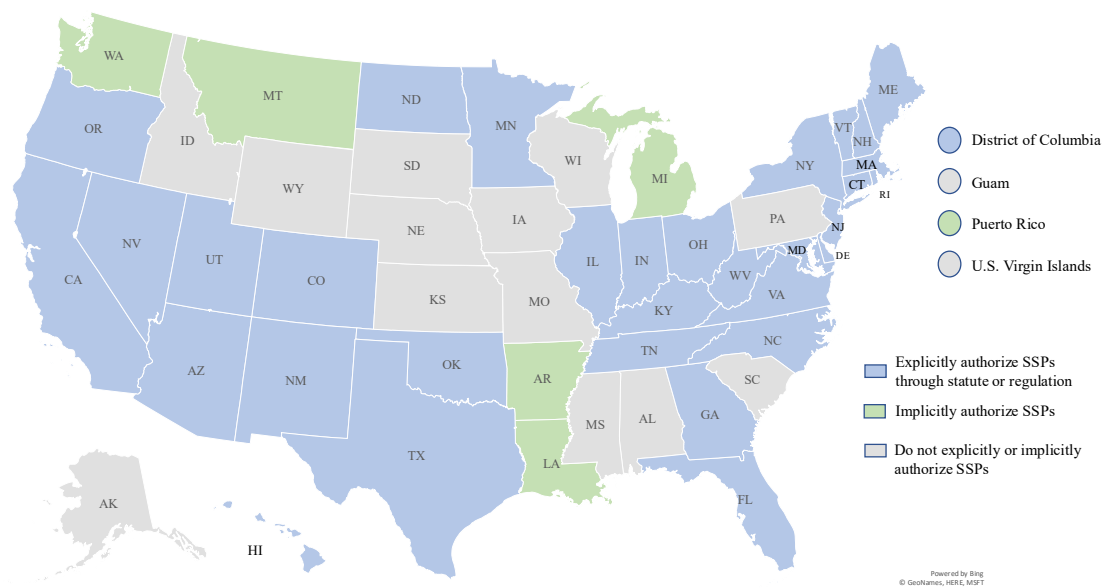 WA
MT
ND
MN
ME
OR
ID
SD
WI
MI
VT
NH
NY
MA
CT
RI
WY
IA
PA
NE
NJ
NV
UT
CO
IL
IN
OH
MD
DE
WV
CA
KS
MO
KY
VA
AZ
NM
OK
AR
TN
NC
SC
MS
AL
GA
TX
LA
FL
AK
HI
District of Columbia
Guam
Puerto Rico
U.S. Virgin Islands
Explicitly authorize SSPs
through statute or regulation
Implicitly authorize SSPs
Do not explicitly or implicitly
authorize SSPs
Powered by Bing
© GeoNames, HERE, MSFT